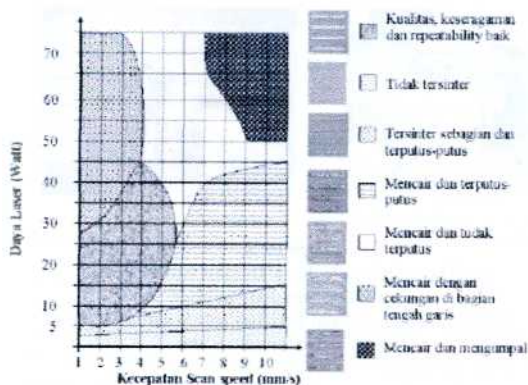 Daya Laser (Watt)
70
60
50
40
30
20
10
5
1 2 3 4 5 6 7 8 9 10
Kecepatan Scan speed (mm/s)
Kualitas, keseragaman
dan repeatability baik
Tidak tersinter
Tersinter sebagian dan
terputus-putus
Mencair dan terputus-
putus
Mencair dan tudak
terputus
Mencair dengan
cekungan di bagian
tengah garis
Mencair dan mengumpal